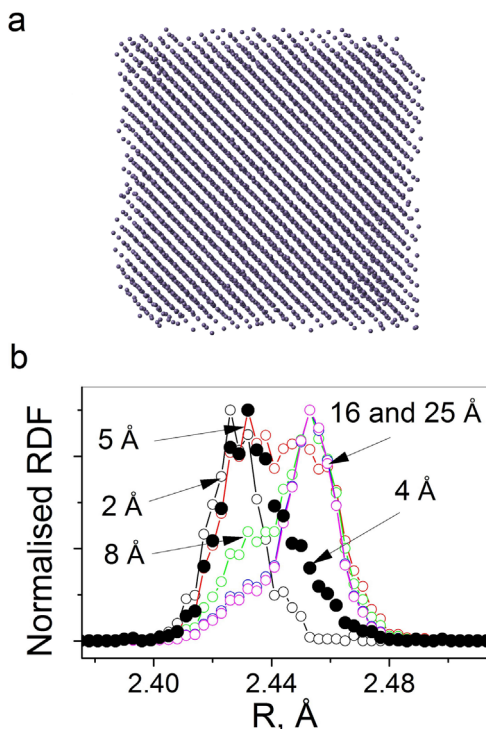 a
b
Normalised RDF
5 Å
16 and 25 Å
2 Å
4 Å
8 Å
2.40 2.44 2.48
R, Å